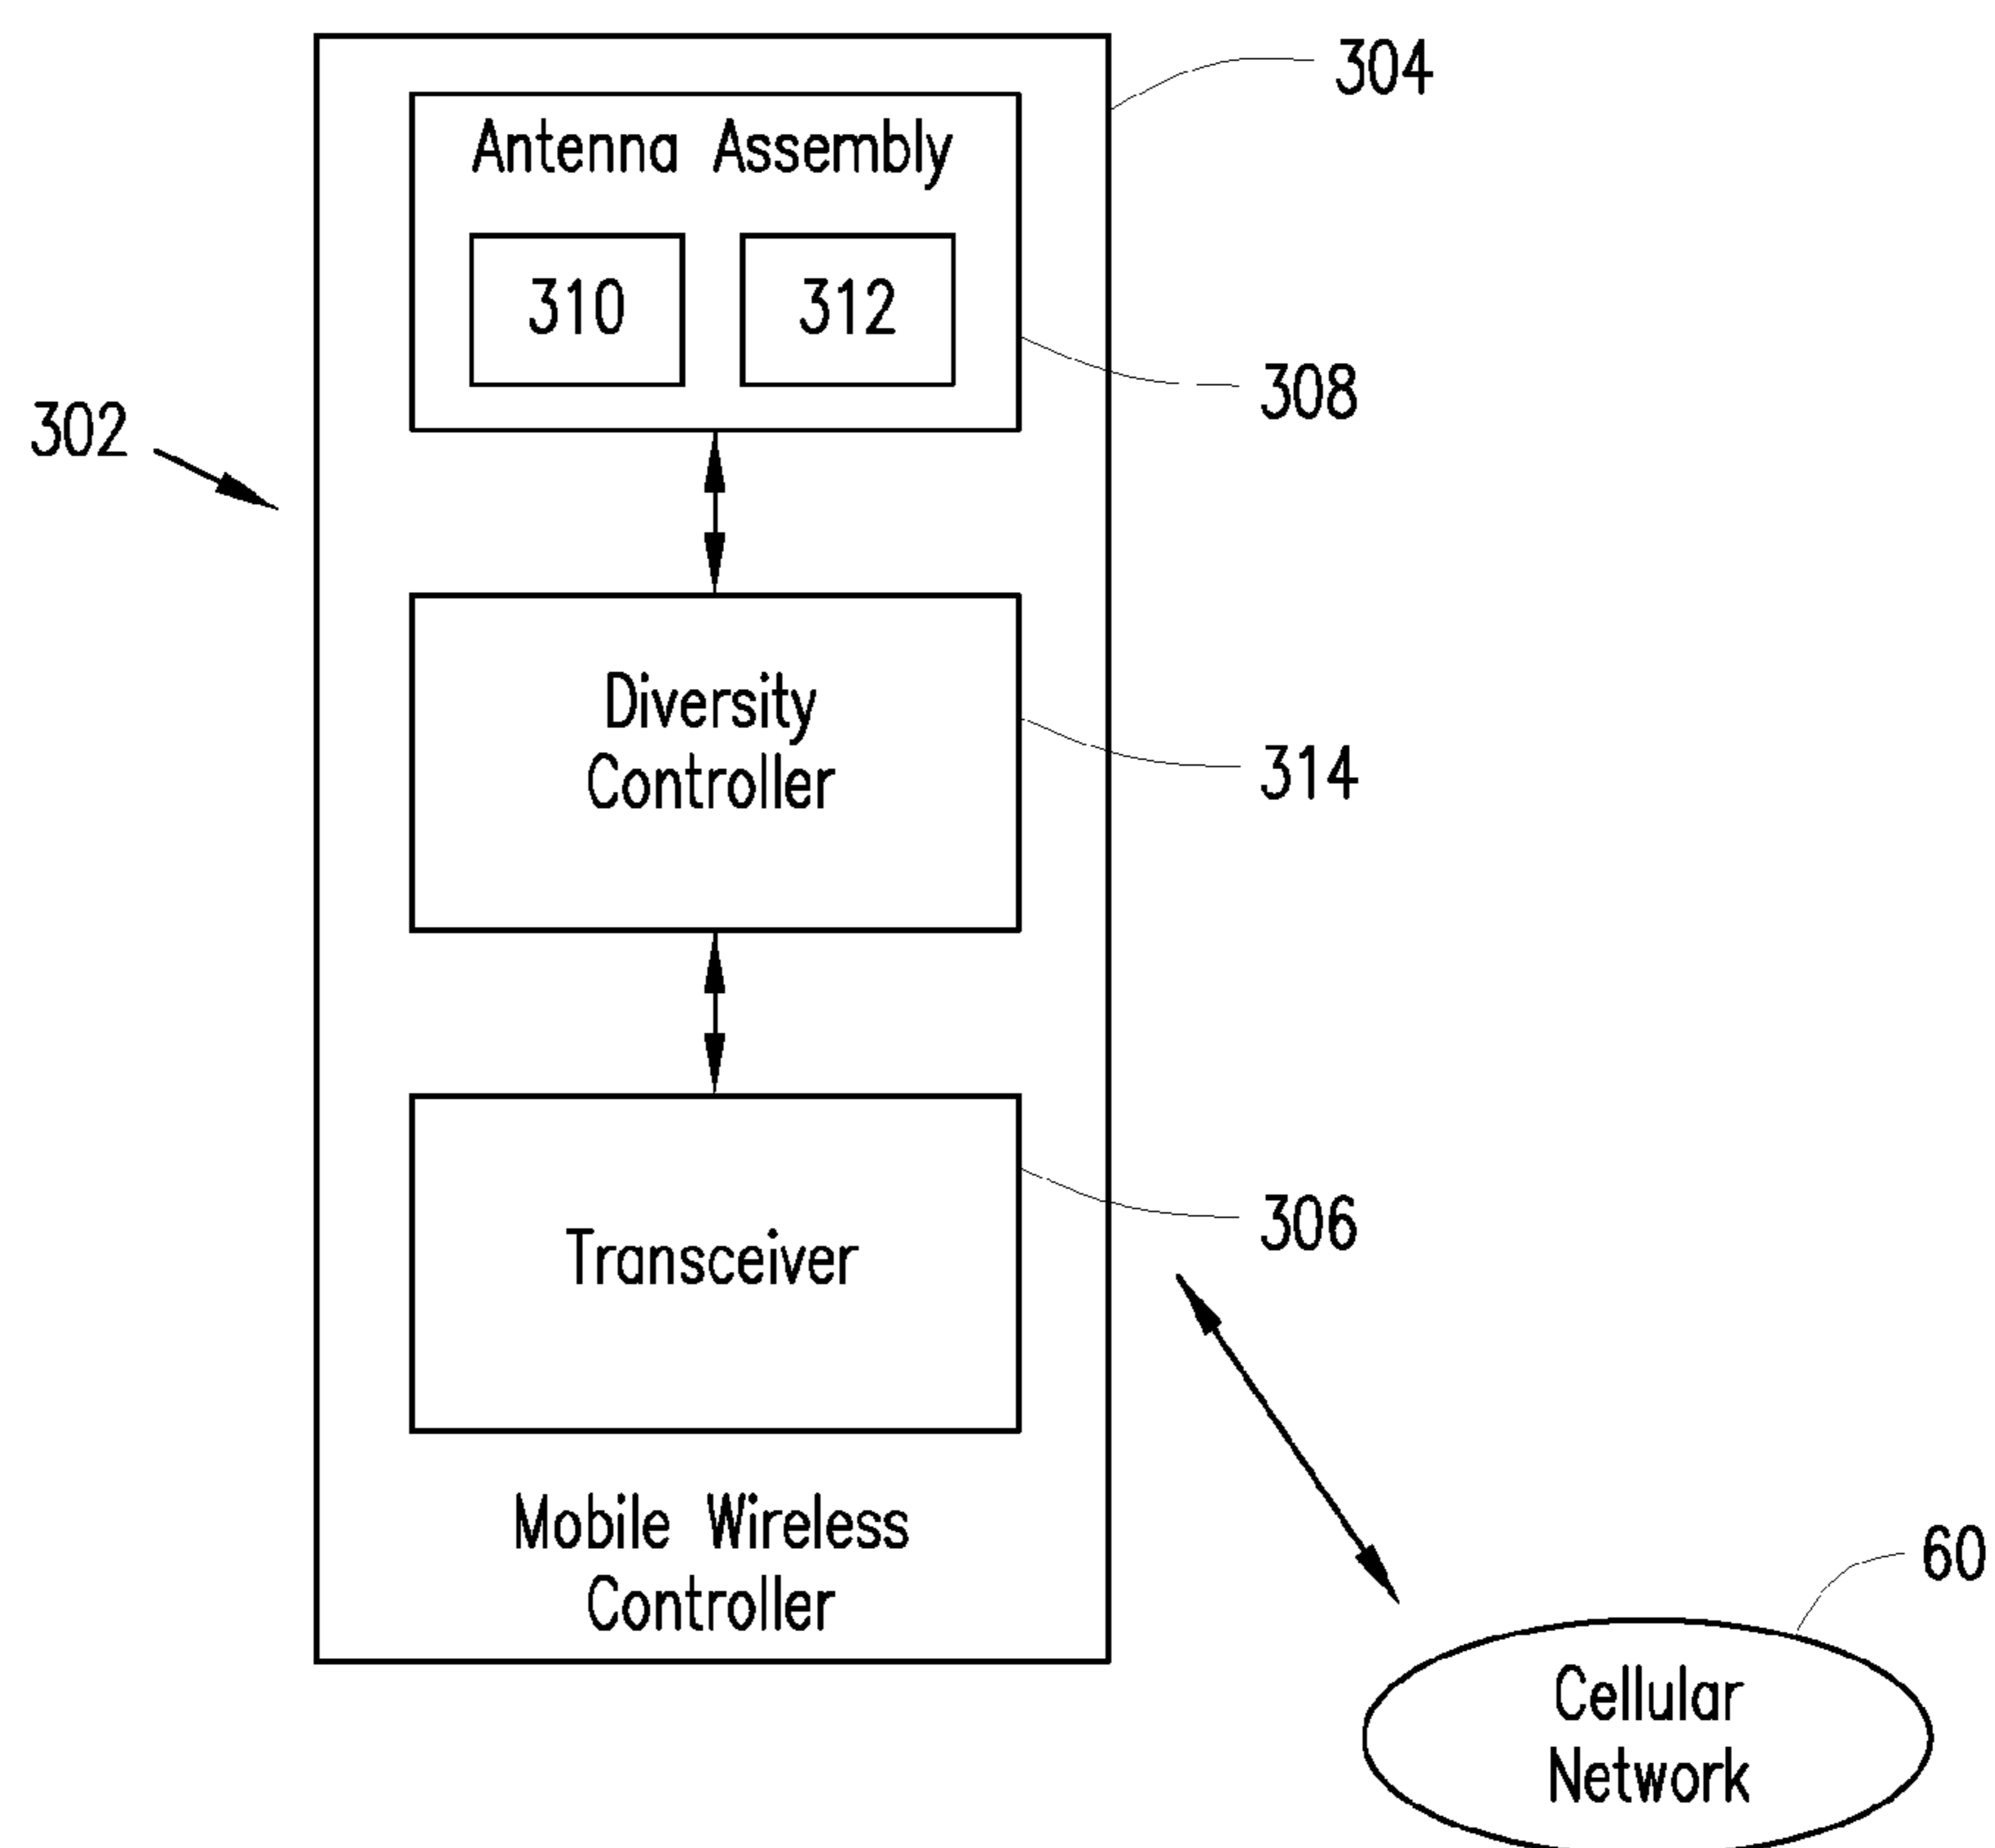 304
Antenna Assembly
310
312
308
302
Diversity
Controller
314
306
Transceiver
Mobile Wireless
Controller
60
Cellular
Network